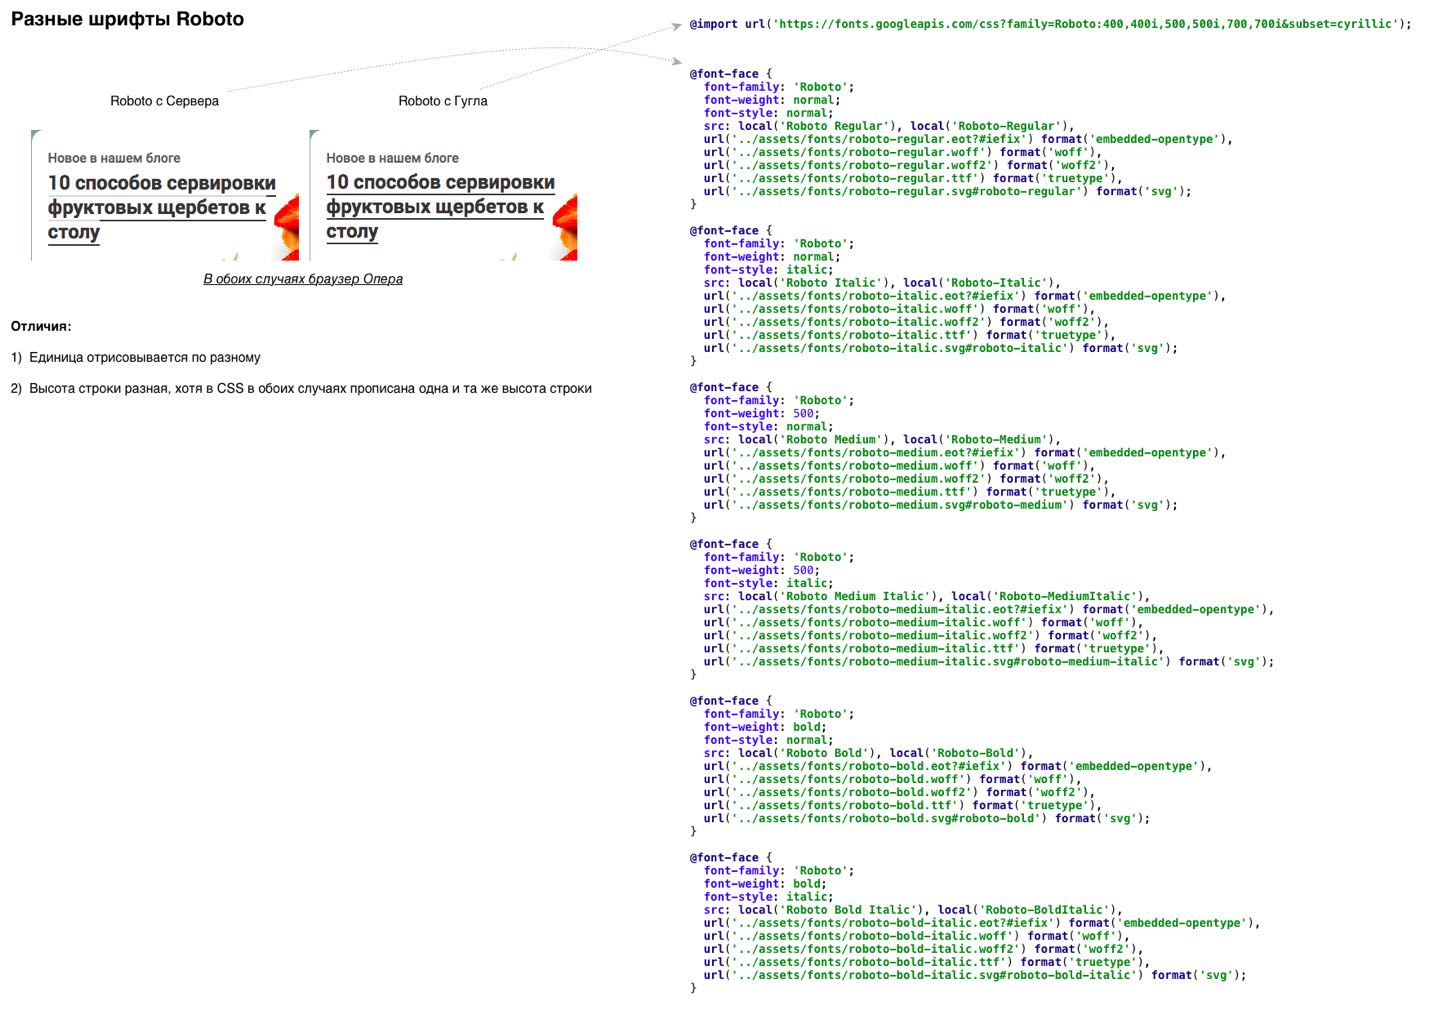 Разные шрифты Roboto
Roboto с Сервера
Roboto с Гугла
Новое в нашем блоге
10 способов сервировки
фруктовых щербетов к
столу
Новое в нашем блоге
10 способов сервировки
фруктовых щербетов к
столу
В обоих случаях браузер Опера
Отличия:
1) Единица отрисовывается по разному
2) Высота строки разная, хотя в CSS в обоих случаях прописана одна и та же высота строки
@import url('https://fonts.googleapis.com/css?family=Roboto:400,400i,500,500i,700,700i&subset=cyrillic');
@font-face {
font-family: 'Roboto';
font-weight: normal;
font-style: normal;
src: local('Roboto Regular'), local('Roboto-Regular'),
url('../assets/fonts/roboto-regular.eot?#iefix') format('embedded-opentype'),
url('../assets/fonts/roboto-regular.woff') format('woff'),
url('../assets/fonts/roboto-regular.woff2') format('woff2'),
url('../assets/fonts/roboto-regular.ttf') format('truetype'),
url('../assets/fonts/roboto-regular.svg#roboto-regular') format('svg');
}
@font-face {
font-family: 'Roboto';
font-weight: normal;
font-style: italic;
src: local('Roboto Italic'), local('Roboto-Italic'),
url('../assets/fonts/roboto-italic.eot?#iefix') format('embedded-opentype'),
url('../assets/fonts/roboto-italic.woff') format('woff'),
url('../assets/fonts/roboto-italic.woff2') format('woff2'),
url('../assets/fonts/roboto-italic.ttf') format('truetype'),
url('../assets/fonts/roboto-italic.svg#roboto-italic') format('svg');
}
@font-face {
font-family: 'Roboto';
font-weight: 500;
font-style: normal;
src: local('Roboto Medium'), local('Roboto-Medium'),
url('../assets/fonts/roboto-medium.eot?#iefix') format('embedded-opentype'),
url('../assets/fonts/roboto-medium.woff') format('woff'),
url('../assets/fonts/roboto-medium.woff2') format('woff2'),
url('../assets/fonts/roboto-medium.ttf') format('truetype'),
url('../assets/fonts/roboto-medium.svg#roboto-medium') format('svg');
}
@font-face {
font-family: 'Roboto';
font-weight: 500;
font-style: italic;
src: local('Roboto Medium Italic'), local('Roboto-MediumItalic'),
url('../assets/fonts/roboto-medium-italic.eot?#iefix') format('embedded-opentype'),
url('../assets/fonts/roboto-medium-italic.woff') format('woff'),
url('../assets/fonts/roboto-medium-italic.woff2') format('woff2'),
url('../assets/fonts/roboto-medium-italic.ttf') format('truetype'),
url('../assets/fonts/roboto-medium-italic.svg#roboto-medium-italic') format('svg');
}
@font-face {
font-family: 'Roboto';
font-weight: bold;
font-style: normal;
src: local('Roboto Bold'), local('Roboto-Bold'),
url('../assets/fonts/roboto-bold.eot?#iefix') format('embedded-opentype'),
url('../assets/fonts/roboto-bold.woff') format('woff'),
url('../assets/fonts/roboto-bold.woff2') format('woff2'),
url('../assets/fonts/roboto-bold.ttf') format('truetype'),
url('../assets/fonts/roboto-bold.svg#roboto-bold') format('svg');
}
@font-face {
font-family: 'Roboto';
font-weight: bold;
font-style: italic;
src: local('Roboto Bold Italic'), local('Roboto-BoldItalic'),
url('../assets/fonts/roboto-bold-italic.eot?#iefix') format('embedded-opentype'),
url('../assets/fonts/roboto-bold-italic.woff') format('woff'),
url('../assets/fonts/roboto-bold-italic.woff2') format('woff2'),
url('../assets/fonts/roboto-bold-italic.ttf') format('truetype'),
url('../assets/fonts/roboto-bold-italic.svg#roboto-bold-italic') format('svg');
}